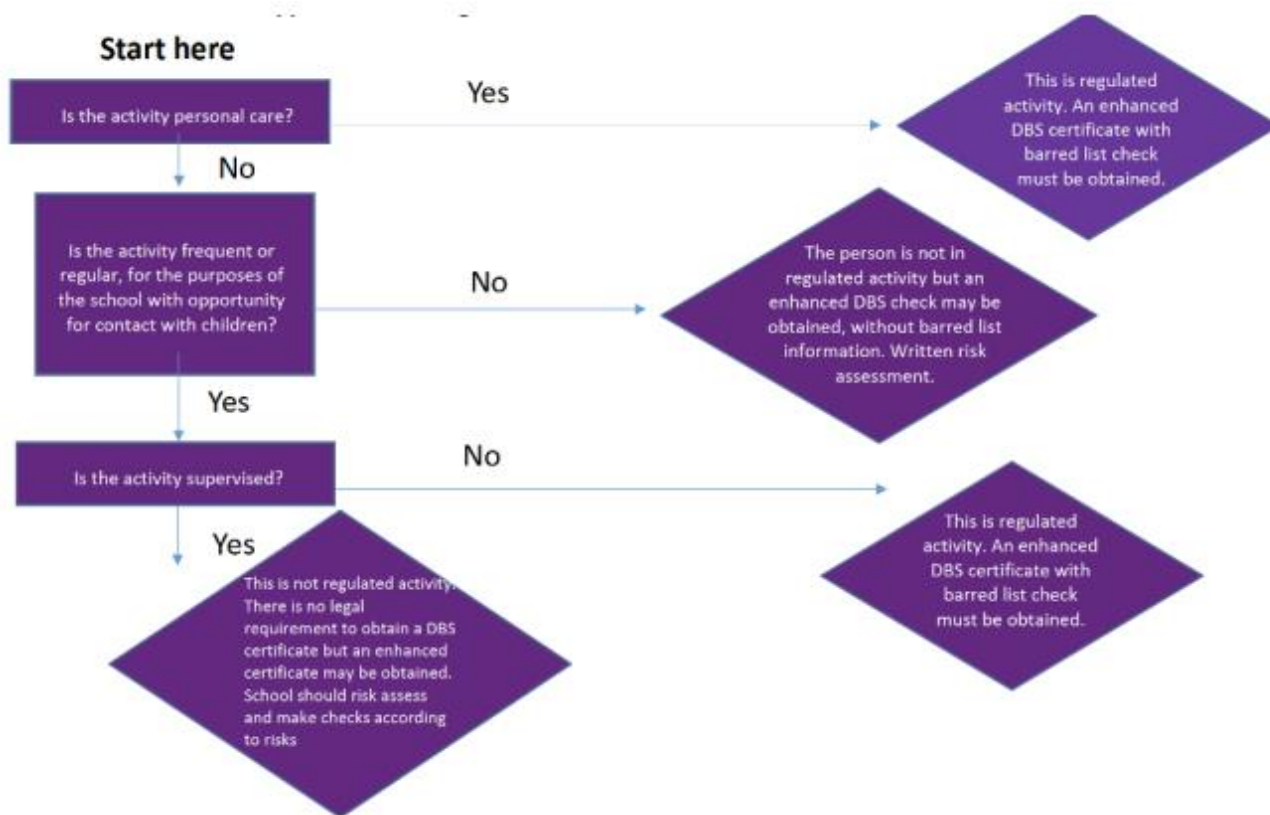 Start here
Is the activity personal care?
Yes
This is regulated
activity. An enhanced
DBS certificate with
barred list check
must be obtained.
No
Is the activity frequent or
regular, for the purposes of
the school with opportunity
for contact with children?
No
The person is not in
regulated activity but an
enhanced DBS check may be
obtained, without barred list
information. Written risk
assessment.
Yes
Is the activity supervised?
No
This is regulated
activity. An enhanced
DBS certificate with
barred list check
must be obtained.
Yes
This is not regulated activity.
There is no legal
requirement to obtain a DBS
certificate but an enhanced
certificate may be obtained.
School should risk assess
and make checks according
to risks